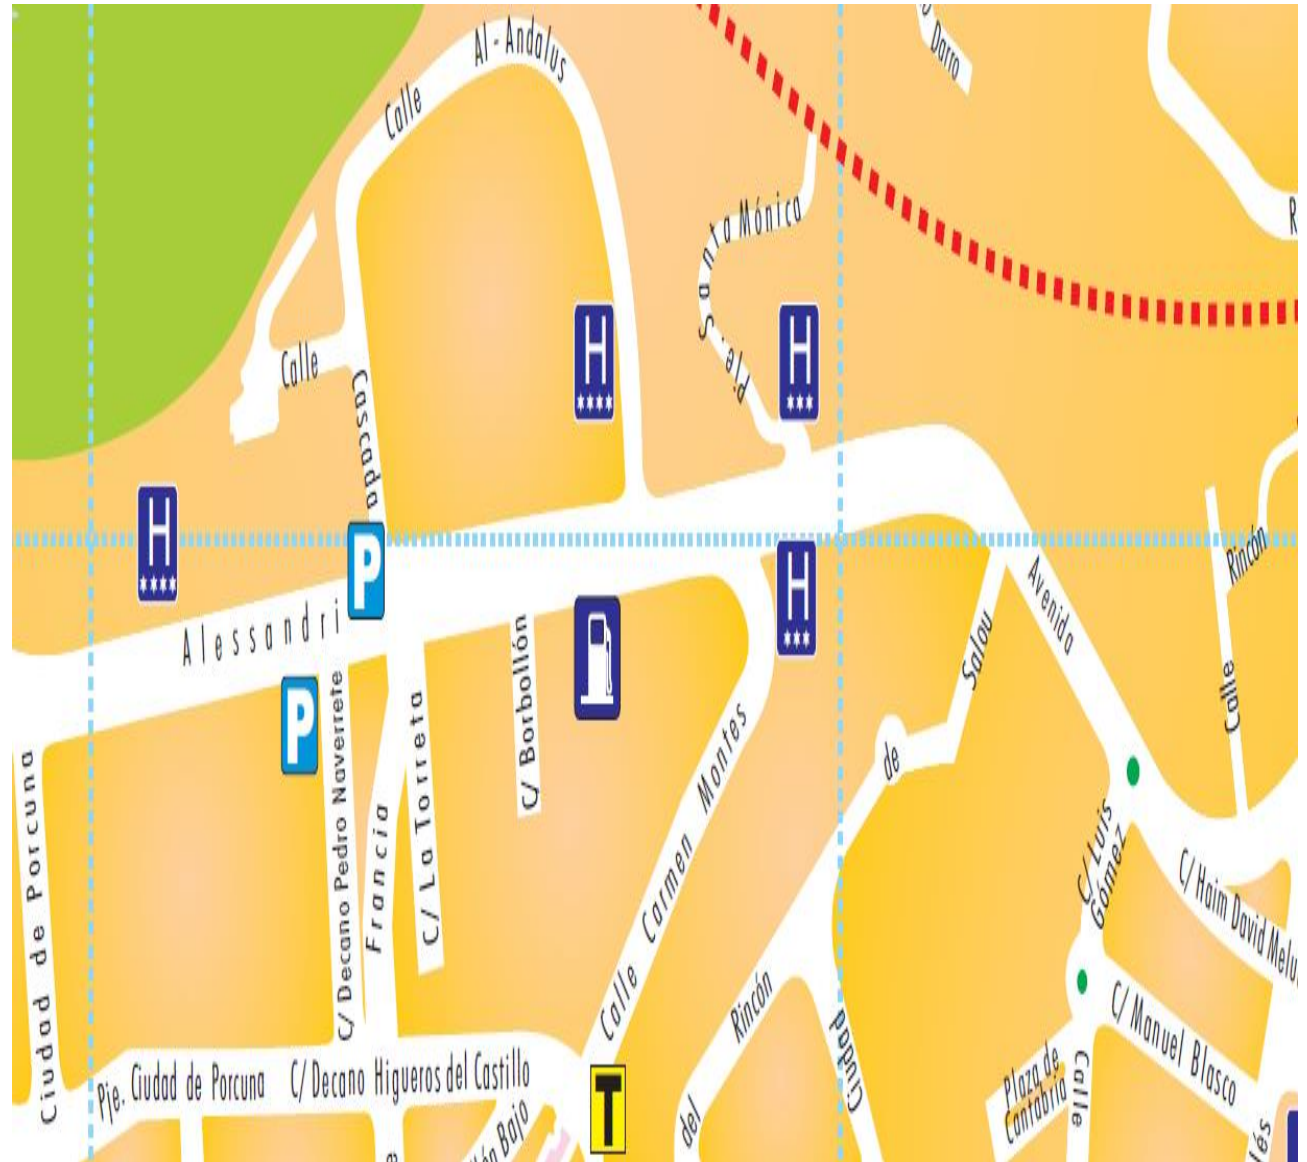 Calle Al-Andalus
Darro
Pje. Santa Mónica
R
H
****
H
***
Calle
Cascada
H
****
P
H
***
Alessandri
Avenida
Rincón
Calle
Salou
de
Rincón
del
P
C/ Borbollón
C/ Decano Pedro Naverrete
Francia
C/ La Torreta
Calle Carmen Montes
Ciudad de Porcuna
C/ Luis
Gómez
C/ Haim David Melu
C/ Manuel Blasco
Ciudad
Plaza de
Cantabria
Calle
Pje. Ciudad de Porcuna
C/ Decano Higueros del Castillo
T
llón Bajo
e
lés